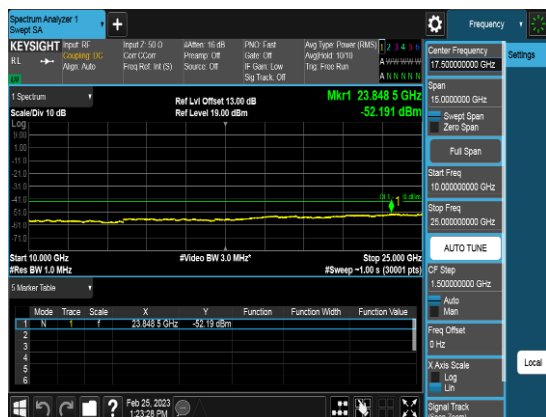 Spectrum Analyzer 1
Swept SA
+
Frequency
KEYSIGHT
RL
Input: RF
Coupling: DC
Align: Auto
Input Z: 50 Ω
Corr CCorr
Freq Ref: Int (S)
#Atten: 16 dB
Preamp: Off
Source: Off
PNO: Fast
Gate: Off
IF Gain: Low
Sig Track: Off
Avg Type: Power (RMS)
Avg|Hold: 10/10
Trig: Free Run
1 2 3 4 5 6
A W W W W W
A N N N N N
1 Spectrum
Scale/Div 10 dB
Log
Ref Lvl Offset 13.00 dB
Ref Level 19.00 dBm
Mkr1 23.848 5 GHz
-52.191 dBm
9.00
-1.00
-11.0
-21.0
-31.0
-41.0
-51.0
-61.0
-71.0
1
Start 10.000 GHz
#Res BW 1.0 MHz
#Video BW 3.0 MHz*
Stop 25.000 GHz
#Sweep ~1.00 s (30001 pts)
5 Marker Table
Mode Trace Scale X Y Function Function Width Function Value
1 N 1 f 23.848 5 GHz -52.19 dBm
2
3
4
5
6
Feb 25, 2023
1:23:28 PM
Center Frequency
17.500000000 GHz
Span
15.0000000 GHz
Swept Span
Zero Span
Full Span
Start Freq
10.000000000 GHz
Stop Freq
25.000000000 GHz
AUTO TUNE
CF Step
1.500000000 GHz
Auto
Man
Freq Offset
0 Hz
X Axis Scale
Log
Lin
Signal Track
(Span Zoom)
Settings
Local